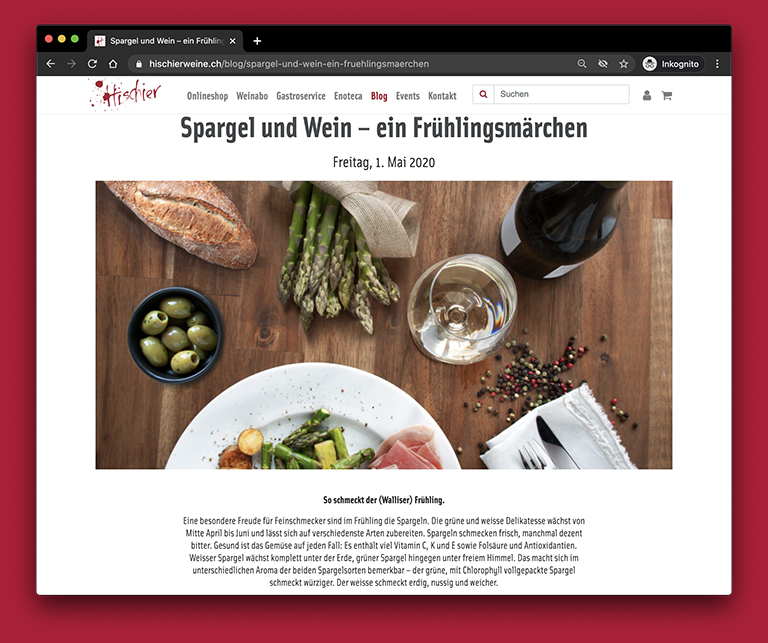 Spargel und Wein – ein Frühling
hischierweine.ch/blog/spargel-und-wein-ein-fruehlingsmaerchen
Inkognito
Hischier
Onlineshop Weinabo Gastroservice Enoteca Blog Events Kontakt
Suchen
Spargel und Wein – ein Frühlingsmärchen
Freitag, 1. Mai 2020
So schmeckt der (Walliser) Frühling.
Eine besondere Freude für Feinschmecker sind im Frühling die Spargeln. Die grüne und weisse Delikatesse wächst von
Mitte April bis Juni und lässt sich auf verschiedenste Arten zubereiten. Spargeln schmecken frisch, manchmal dezent
bitter. Gesund ist das Gemüse auf jeden Fall: Es enthält viel Vitamin C, K und E sowie Folsäure und Antioxidantien.
Weisser Spargel wächst komplett unter der Erde, grüner Spargel hingegen unter freiem Himmel. Das macht sich im
unterschiedlichen Aroma der beiden Spargelsorten bemerkbar – der grüne, mit Chlorophyll vollgepackte Spargel
schmeckt würziger. Der weisse schmeckt erdig, nussig und weicher.